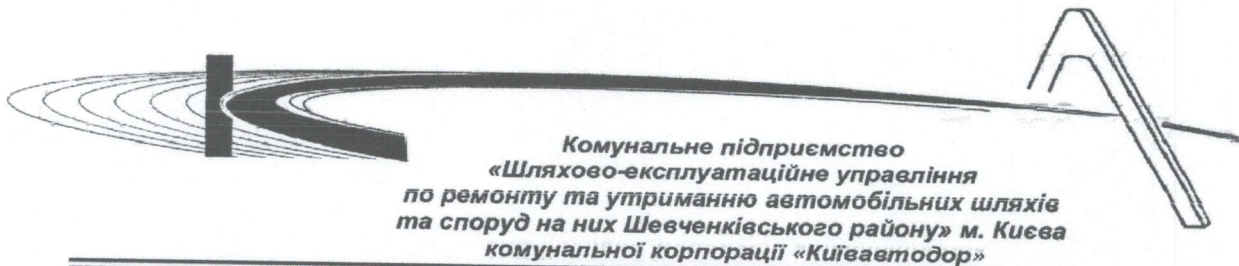 Комунальне підприємство
«Шляхово-експлуатаційне управління
по ремонту та утриманню автомобільних шляхів
та споруд на них Шевченківського району» м. Києва
комунальної корпорації «Київавтодор»